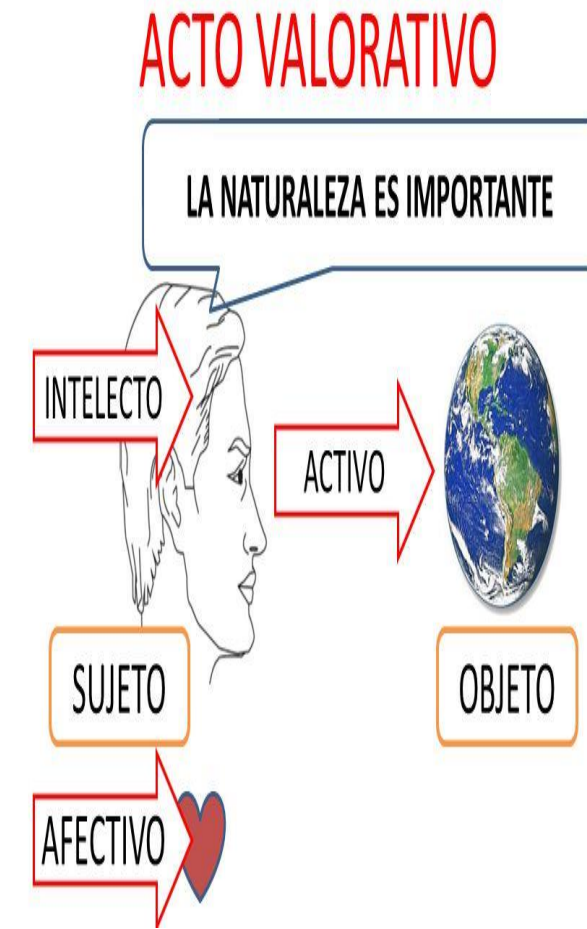 ACTO VALORATIVO
LA NATURALEZA ES IMPORTANTE
INTELECTO
ACTIVO
SUJETO
OBJETO
AFECTIVO